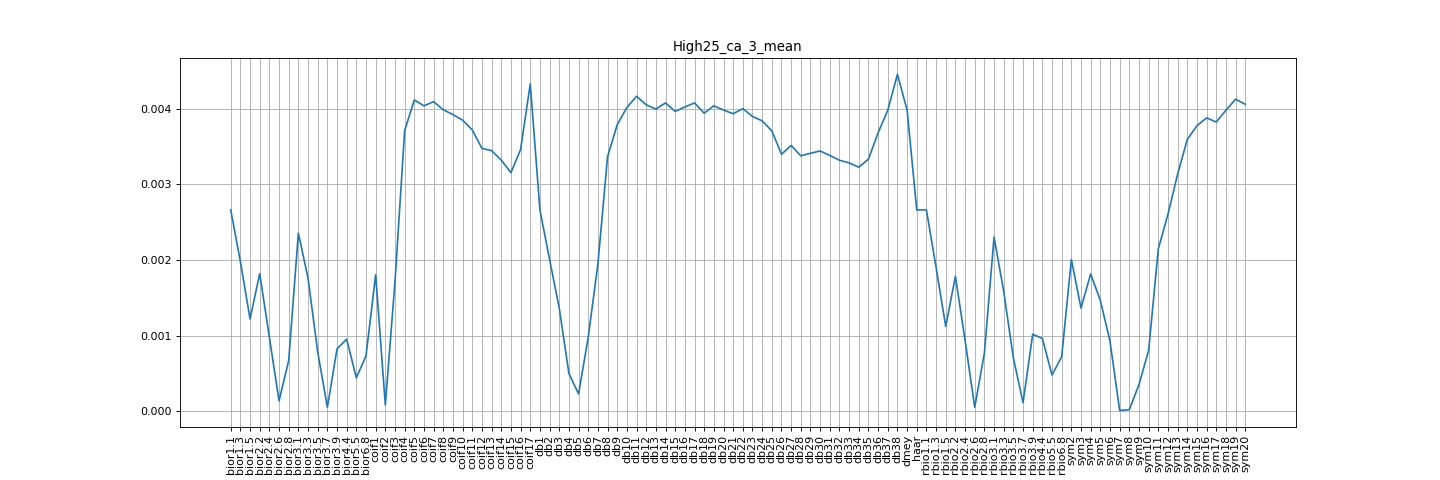 High25_ca_3_mean
0.004
0.003
0.002
0.001
0.000
bior1.1
bior1.3
bior1.5
bior2.2
bior2.4
bior2.6
bior2.8
bior3.1
bior3.3
bior3.5
bior3.7
bior3.9
bior4.4
bior5.5
bior6.8
coif1
coif2
coif3
coif4
coif5
coif6
coif7
coif8
coif9
coif10
coif11
coif12
coif13
coif14
coif15
coif16
coif17
db1
db2
db3
db4
db5
db6
db7
db8
db9
db10
db11
db12
db13
db14
db15
db16
db17
db18
db19
db20
db21
db22
db23
db24
db25
db26
db27
db28
db29
db30
db31
db32
db33
db34
db35
db36
db37
db38
dmey
haar
rbio1.1
rbio1.3
rbio1.5
rbio2.2
rbio2.4
rbio2.6
rbio2.8
rbio3.1
rbio3.3
rbio3.5
rbio3.7
rbio3.9
rbio4.4
rbio5.5
rbio6.8
sym2
sym3
sym4
sym5
sym6
sym7
sym8
sym9
sym10
sym11
sym12
sym13
sym14
sym15
sym16
sym17
sym18
sym19
sym20